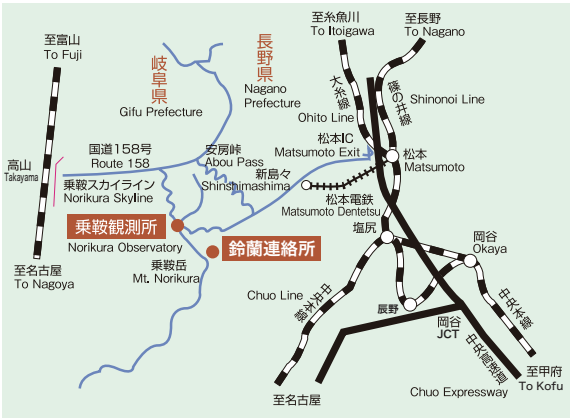 至富山
To Fuji
高山
Takayama
至名古屋
To Nagoya
岐阜県
Gifu Prefecture
長野県
Nagano
Prefecture
国道158号
Route 158
安房峠
Abou Pass
乗鞍スカイライン
Norikura Skyline
新島々
Shinshimashima
乗鞍観測所
Norikura Observatory
鈴蘭連絡所
乗鞍岳
Mt. Norikura
至糸魚川
To Itoigawa
至長野
To Nagano
大糸線
Ohito Line
篠の井線
Shinonoi Line
松本IC
Matsumoto Exit
松本
Matsumoto
松本電鉄
Matsumoto Dentetsu
塩尻
岡谷
Okaya
中央本線
Chuo Line
辰野
岡谷
JCT
中央本線
中央高速道
至甲府
To Kofu
Chuo Expressway
至名古屋